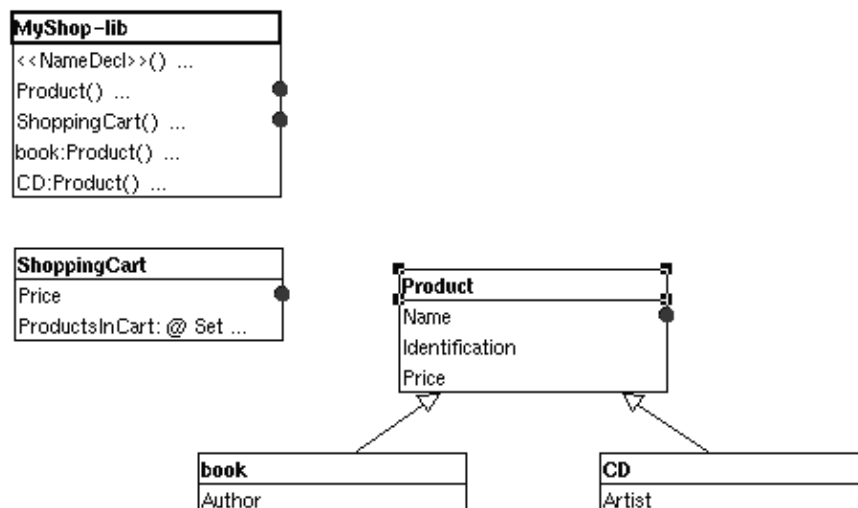 MyShop-lib
<<NameDecl>>() ...
Product() ...
ShoppingCart() ...
book:Product() ...
CD:Product() ...
ShoppingCart
Price
ProductsInCart: @ Set ...
Product
Name
Identification
Price
book
Author
CD
Artist